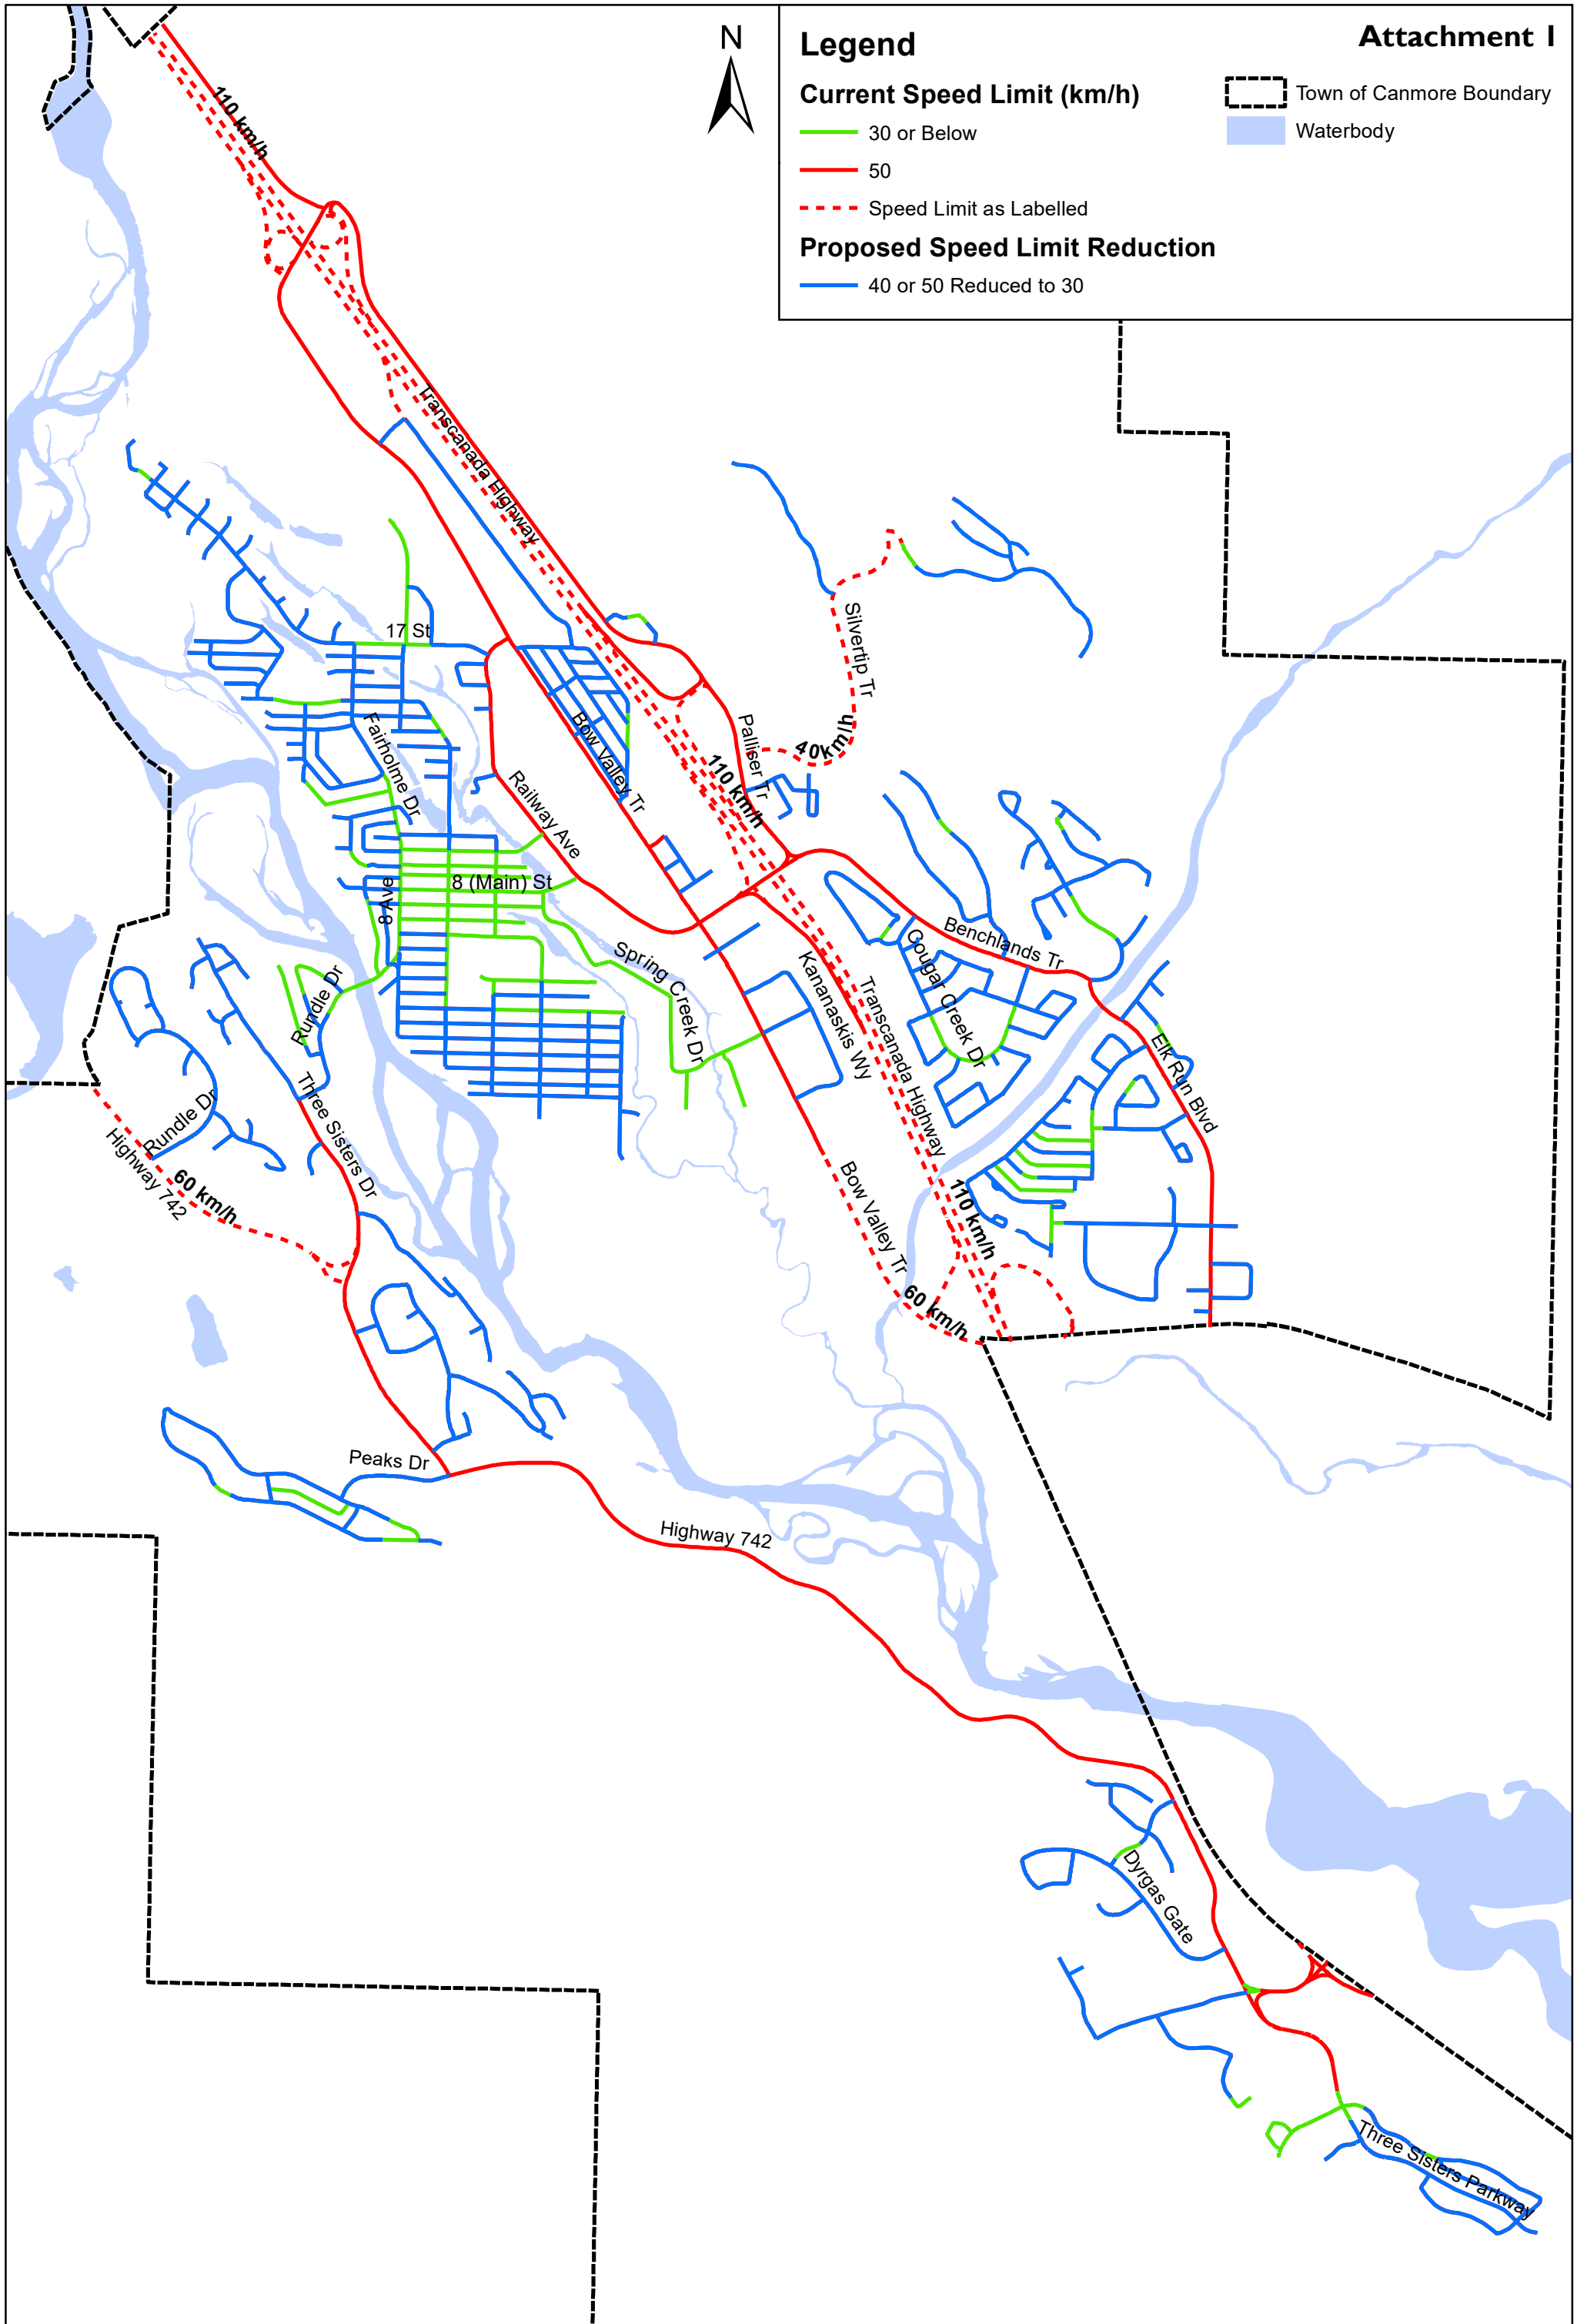 Attachment 1
N
Legend
Current Speed Limit (km/h)
30 or Below
50
Speed Limit as Labelled
Proposed Speed Limit Reduction
40 or 50 Reduced to 30
Town of Canmore Boundary
Waterbody
110 km/h
Transcanada Highway
17 St
Silvertip Tr
Fairholme Dr
Bow Valley Tr
Palliser Tr
40km/h
110 km/h
Railway Ave
8 (Main) St
8 Ave
Benchlands Tr
Cougar Creek Dr
Spring Creek Dr
Kananaskis Wy
Transcanada Highway
Rundle Dr
Elk Run Blvd
Three Sisters Dr
Rundle Dr
Highway 742
60 km/h
Bow Valley Tr
110 km/h
60 km/h
Peaks Dr
Highway 742
Dyrgas Gate
Three Sisters Parkway